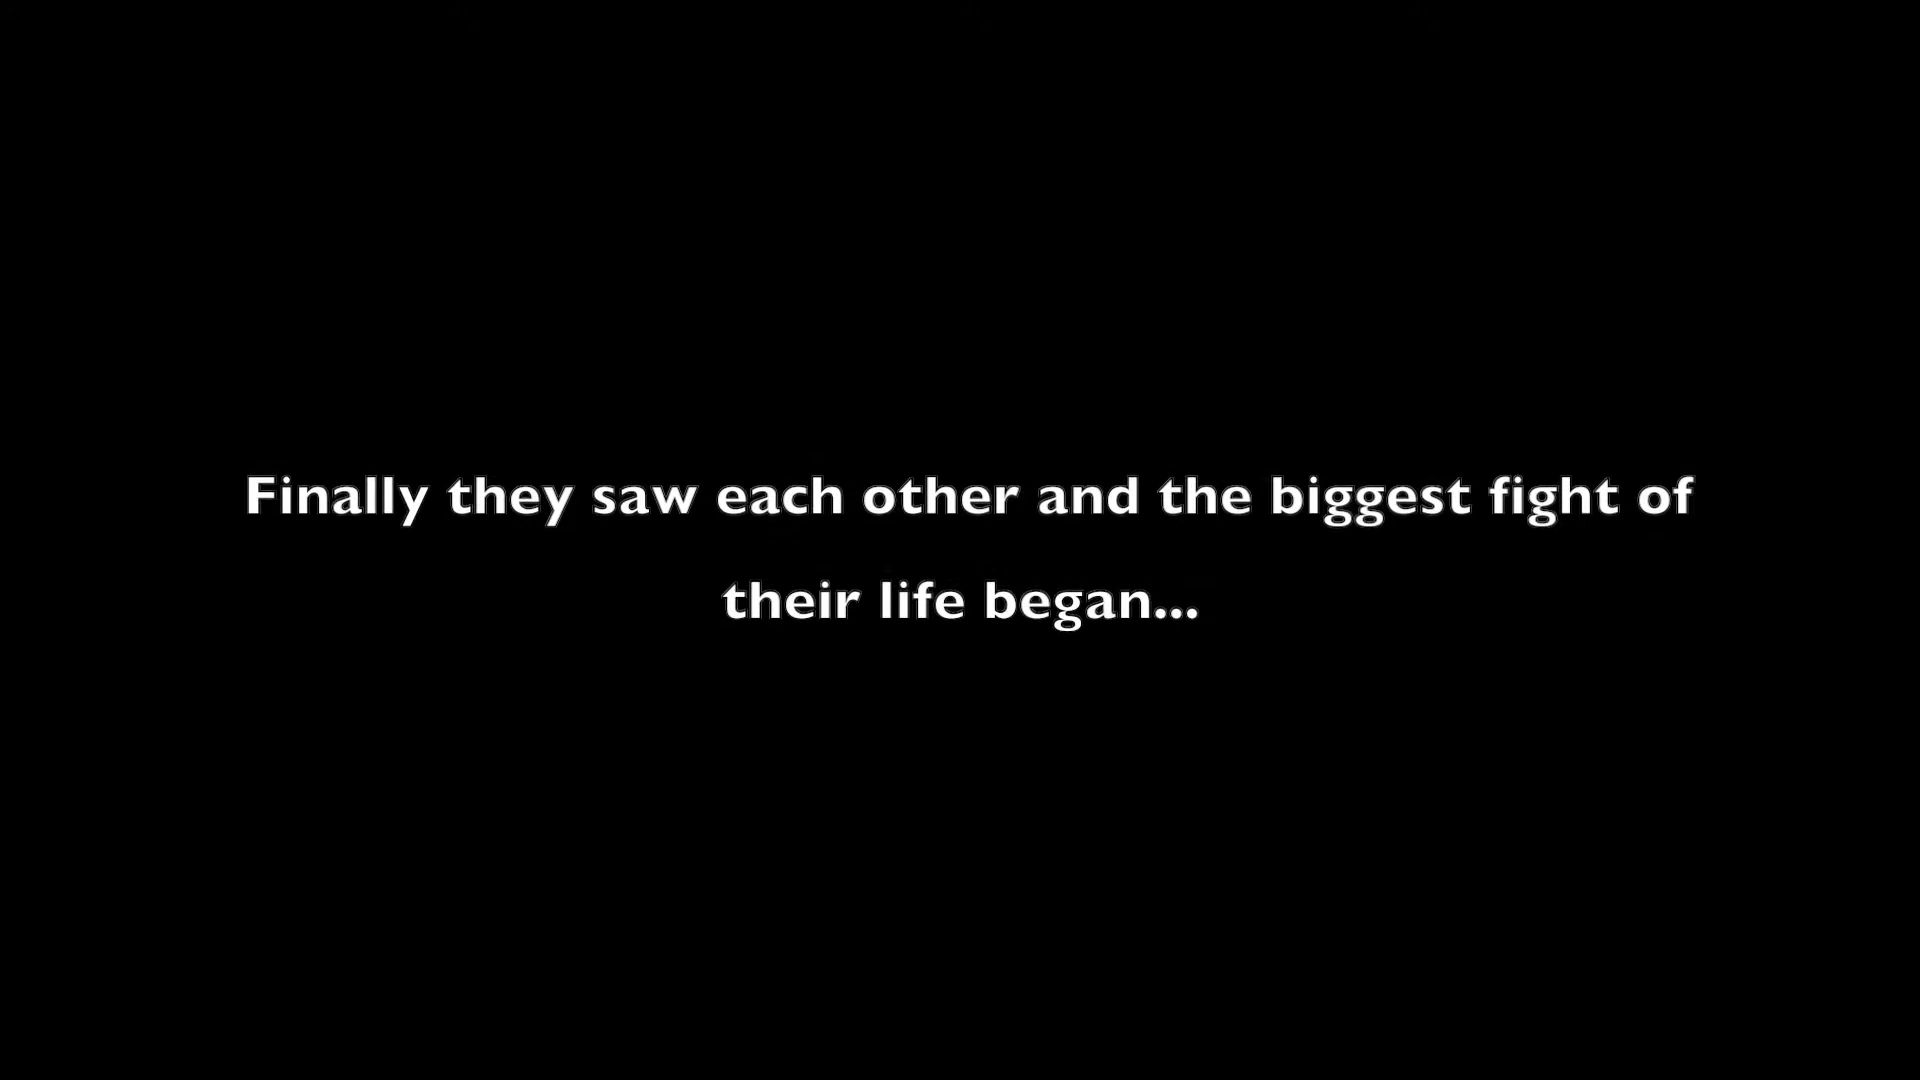 Finally they saw each other and the biggest fight of
their life began...